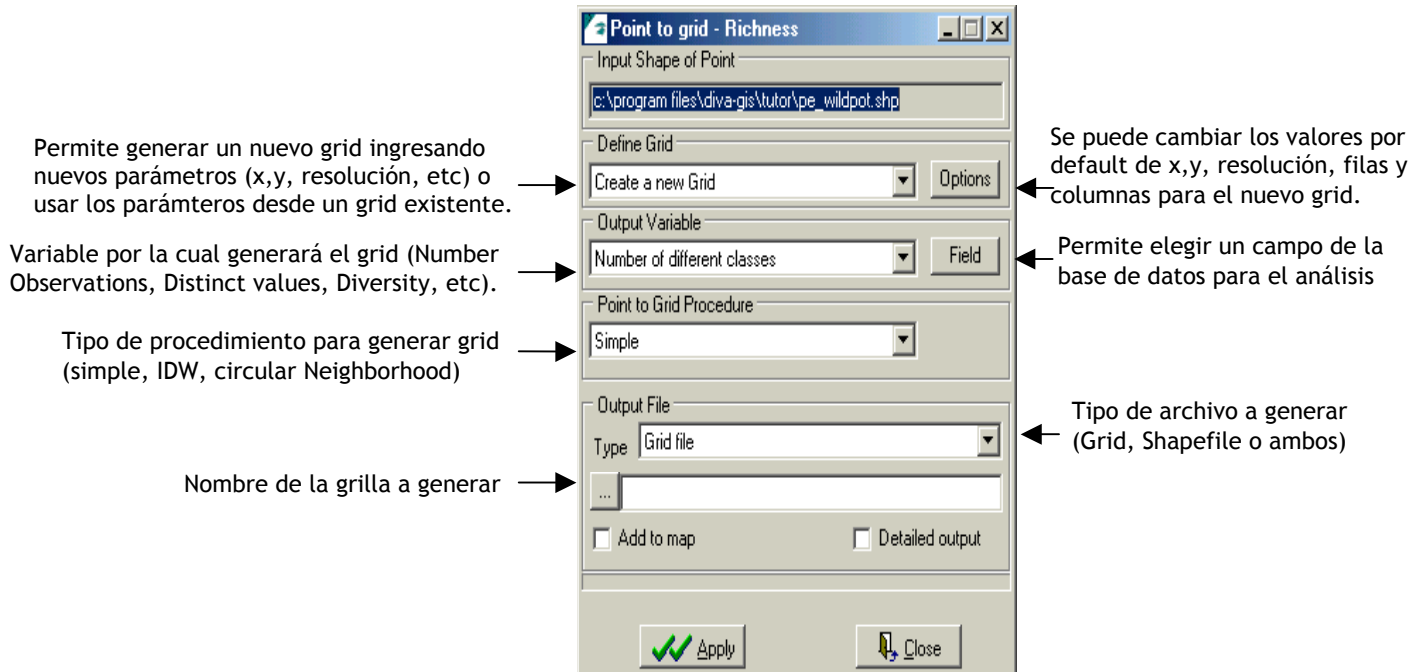 Point to grid - Richness
Input Shape of Point
c:\program files\diva-gis\tutor\pe_wildpot.shp
Define Grid
Create a new Grid
Options
Output Variable
Number of different classes
Field
Point to Grid Procedure
Simple
Output File
Type
Grid file
...
Add to map
Detailed output
Apply
Close
Permite generar un nuevo grid ingresando
nuevos parámetros (x,y, resolución, etc) o
usar los parámteros desde un grid existente.
Variable por la cual generará el grid (Number
Observations, Distinct values, Diversity, etc).
Tipo de procedimiento para generar grid
(simple, IDW, circular Neighborhood)
Nombre de la grilla a generar
Se puede cambiar los valores por
default de x,y, resolución, filas y
columnas para el nuevo grid.
Permite elegir un campo de la
base de datos para el análisis
Tipo de archivo a generar
(Grid, Shapefile o ambos)